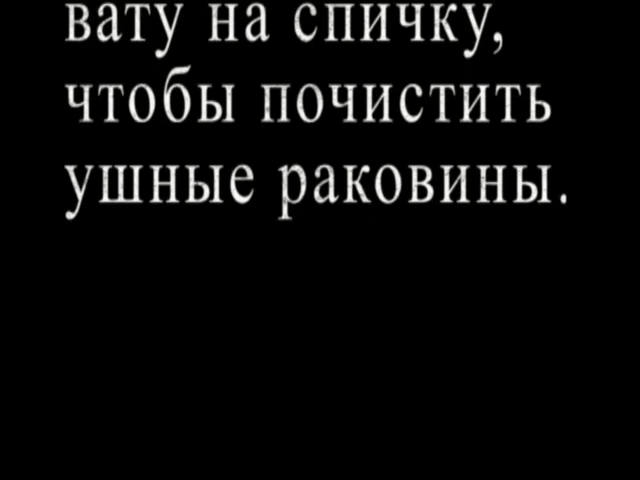 вату на спичку,
чтобы почистить
ушные раковины.